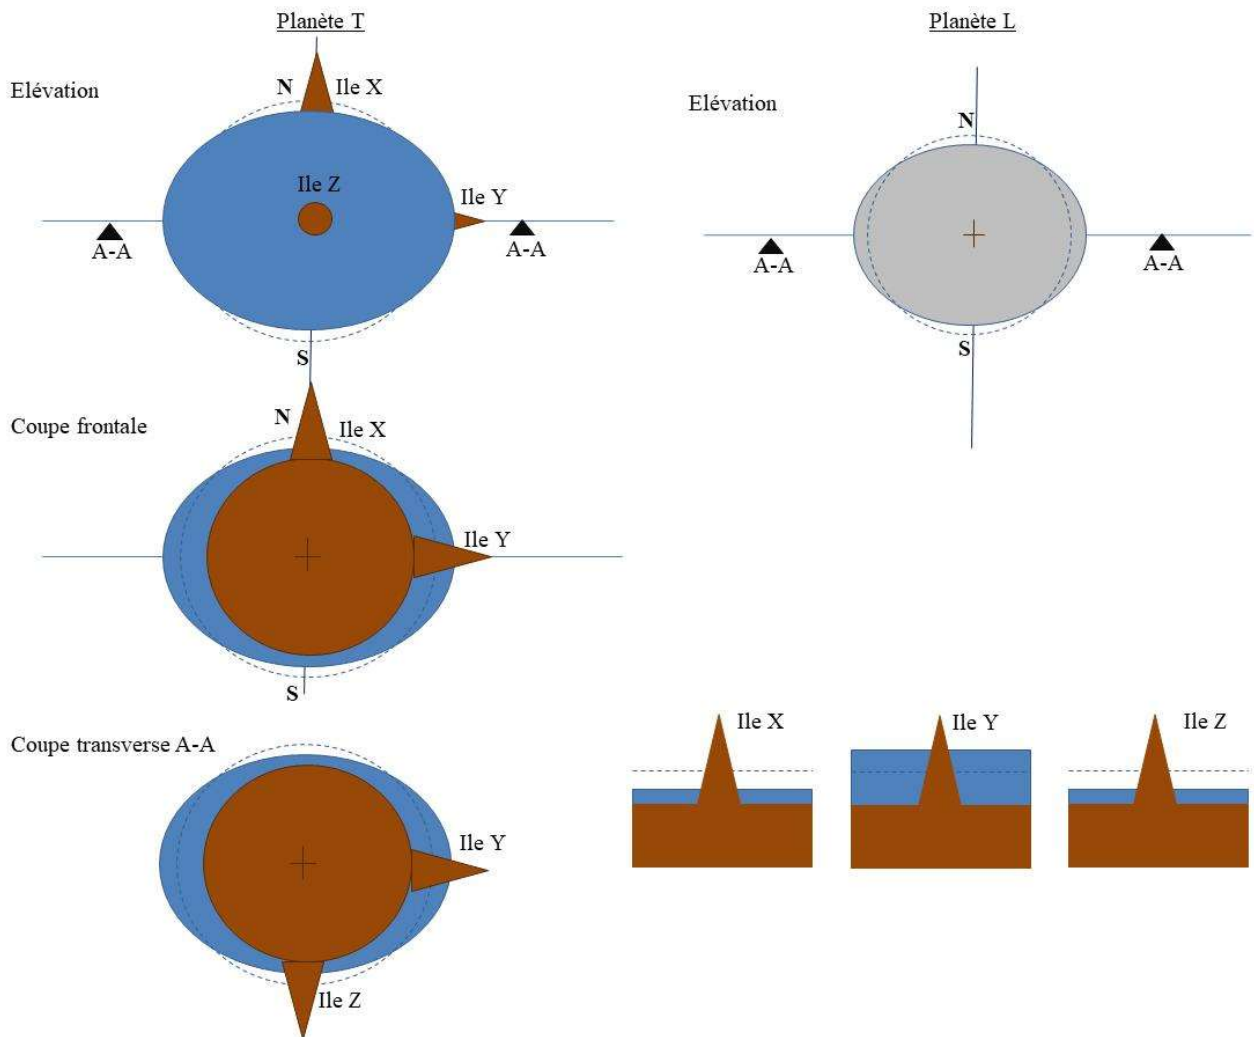 Planète T
Planète L
Elévation
N
Ile X
Ile Z
Ile Y
A-A
A-A
S
Elévation
N
A-A
A-A
S
Coupe frontale
N
Ile X
Ile Y
S
Coupe transverse A-A
Ile Y
Ile Z
Ile X
Ile Y
Ile Z